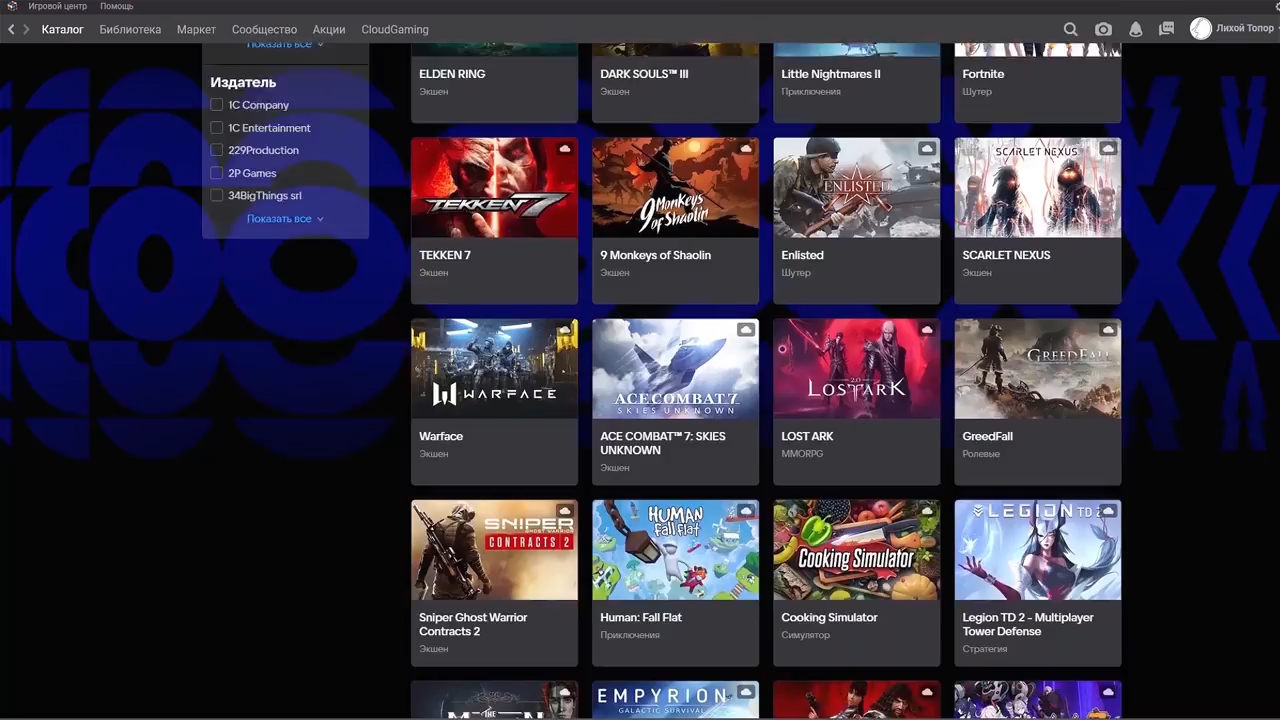 Игровой центр Помощь
Каталог Библиотека Маркет Сообщество Акции CloudGaming Лихой Топор
Показать все
Издатель
1C Company
1C Entertainment
229Production
2P Games
34BigThings srl
Показать все
ELDEN RING
Экшен
DARK SOULS™ III
Экшен
Little Nightmares II
Приключения
Fortnite
Шутер
TEKKEN 7
TEKKEN 7
Экшен
9 MONKEYS
of SHAOLIN
9 Monkeys of Shaolin
Экшен
ENLISTED
Enlisted
Шутер
SCARLET NEXUS
SCARLET NEXUS
Экшен
WARFACE
Warface
Экшен
ACE COMBAT 7
SKIES UNKNOWN
ACE COMBAT™ 7: SKIES
UNKNOWN
Экшен
2.0
LOST ARK
LOST ARK
MMORPG
GREEDFALL
GreedFall
Ролевые
SNIPER
GHOST WARRIOR
CONTRACTS 2
Sniper Ghost Warrior
Contracts 2
Экшен
HUMAN
fall flat
Human: Fall Flat
Приключения
Cooking Simulator
Cooking Simulator
Симулятор
LEGION TD 2
Legion TD 2 - Multiplayer
Tower Defense
Стратегия
THE
EMPYRION
GALACTIC SURVIVAL